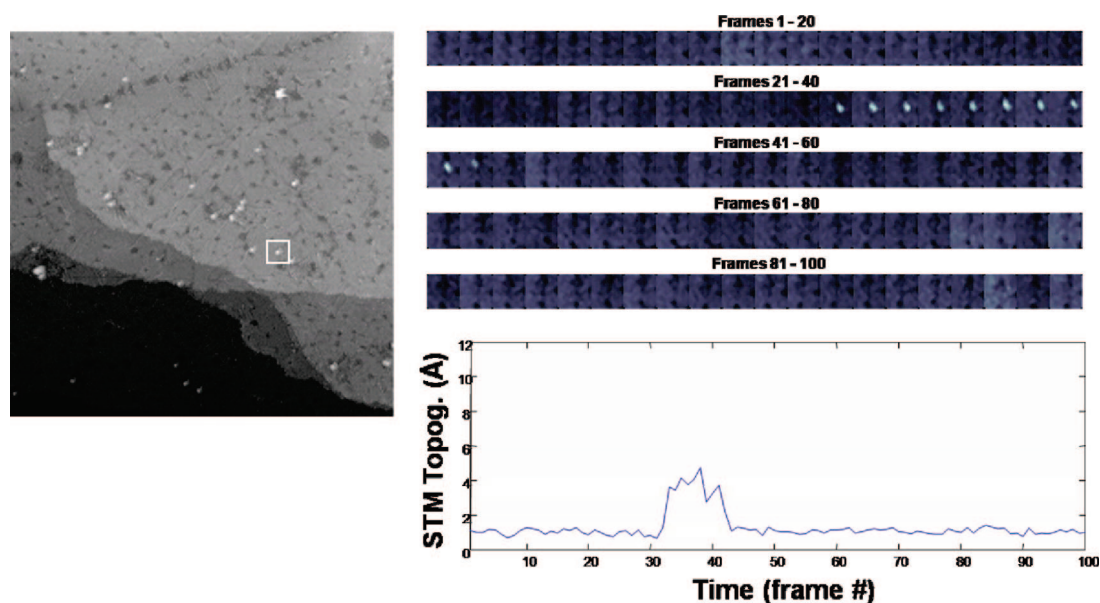 Frames 1 - 20
Frames 21 - 40
Frames 41 - 60
Frames 61 - 80
Frames 81 - 100
12
10
8
6
4
2
0
STM Topog. (Å)
10 20 30 40 50 60 70 80 90 100
Time (frame #)